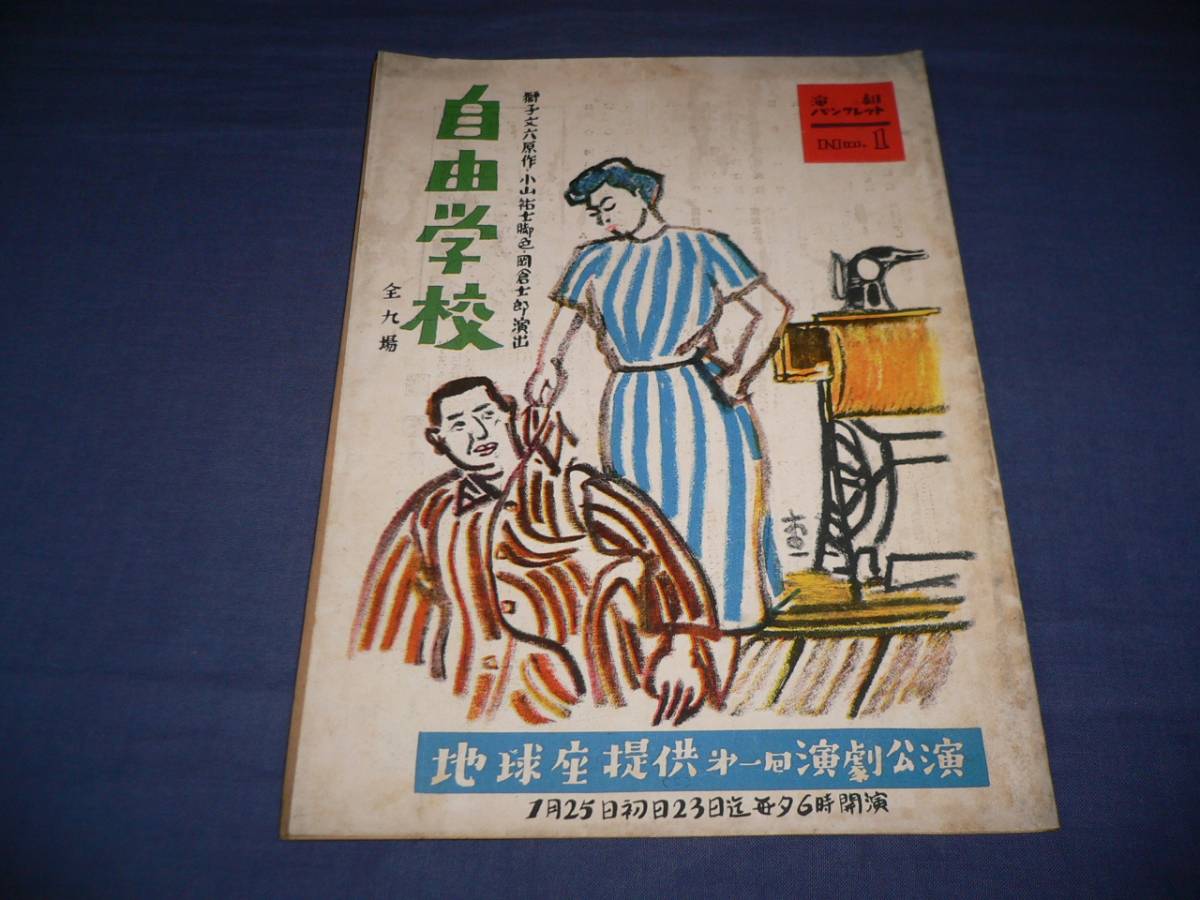 演劇
パンフレット
No. 1
自由学校
獅子文六原作・小山祐士脚色・岡倉士郎演出
全九場
地球座提供 第一回 演劇公演
1月25日初日23日迄毎夕6時開演